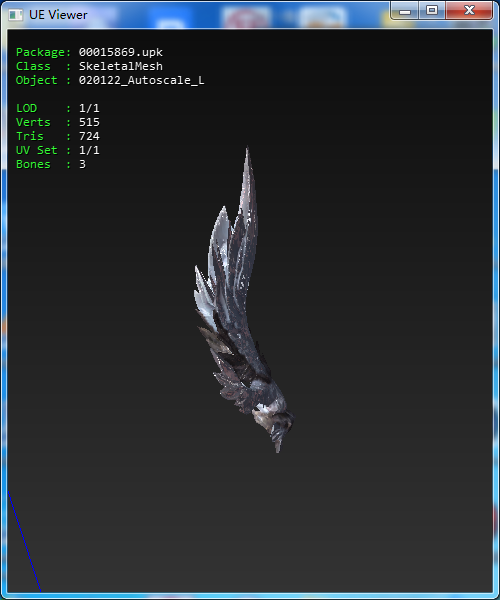 UE Viewer
Package: 00015869.upk
Class  : SkeletalMesh
Object : 020122_Autoscale_L
LOD    : 1/1
Verts  : 515
Tris   : 724
UV Set : 1/1
Bones  : 3